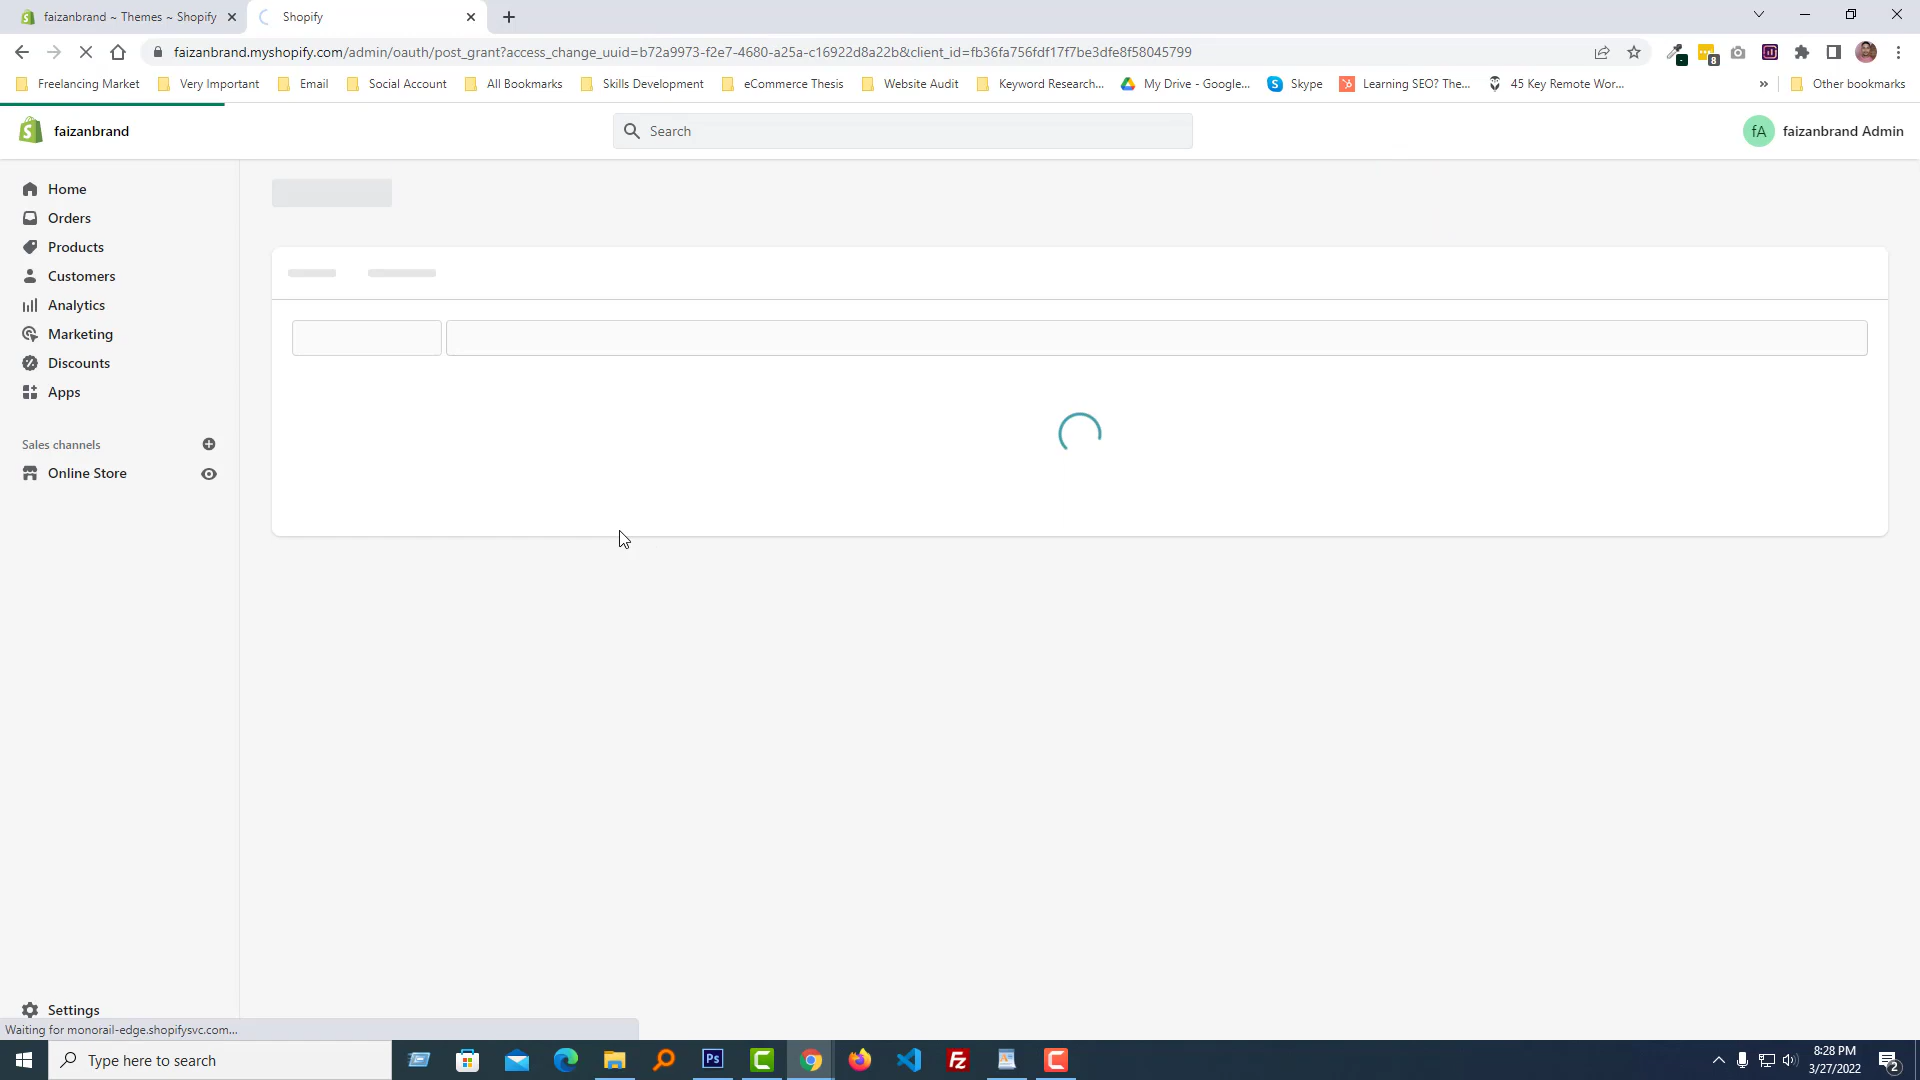 faizanbrand ~ Themes ~ Shopify
Shopify
faizanbrand.myshopify.com/admin/oauth/post_grant?access_change_uuid=b72a9973-f2e7-4680-a25a-c16922d8a22b&client_id=fb36fa756fdf17f7be3dfe8f58045799
8
Freelancing Market
Very Important
Email
Social Account
All Bookmarks
Skills Development
eCommerce Thesis
Website Audit
Keyword Research...
My Drive - Google...
Skype
Learning SEO? The...
45 Key Remote Wor...
»
Other bookmarks
faizanbrand
Search
fA
faizanbrand Admin
Home
Orders
Products
Customers
Analytics
Marketing
Discounts
Apps
Sales channels
Online Store
Settings
Waiting for monorail-edge.shopifysvc.com...
Type here to search
Ps
Fz
8:28 PM
3/27/2022
2